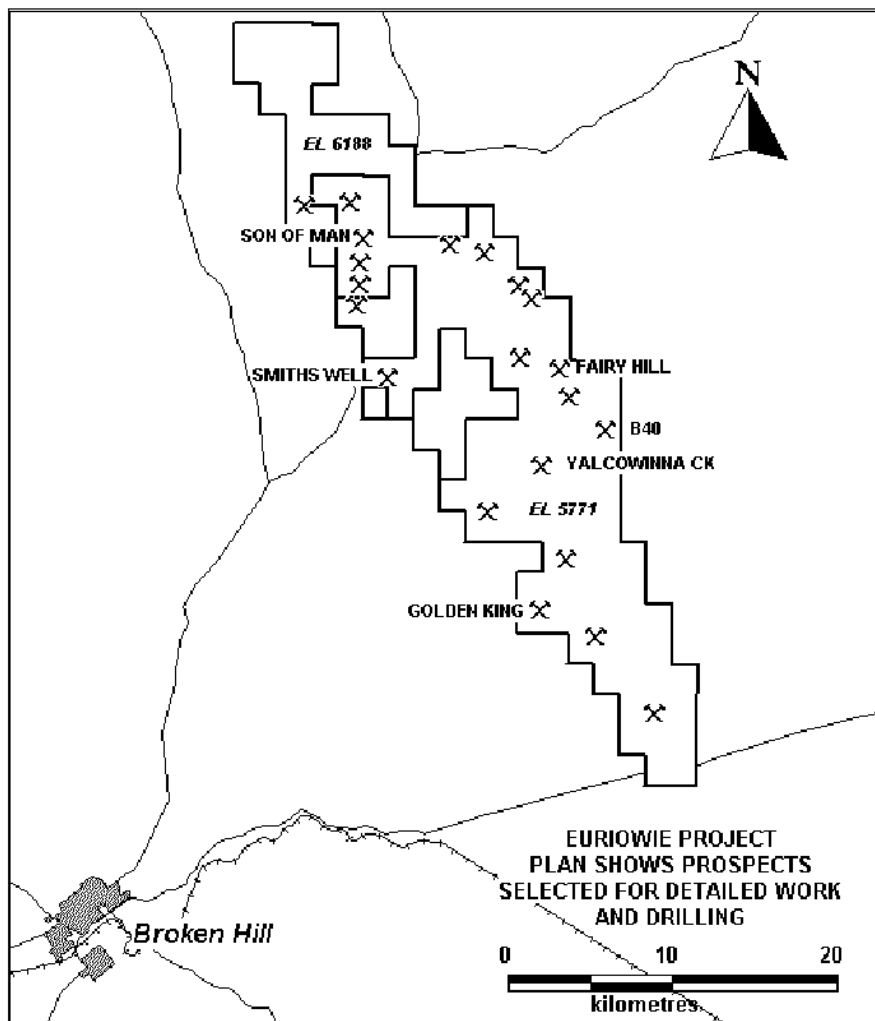 N
EL 6188
SON OF MAN
SMITHS WELL
FAIRY HILL
B40
YALCOWINNA CK
EL 5771
GOLDEN KING
EURIOWIE PROJECT
PLAN SHOWS PROSPECTS
SELECTED FOR DETAILED WORK
AND DRILLING
Broken Hill
0 10 20
kilometres